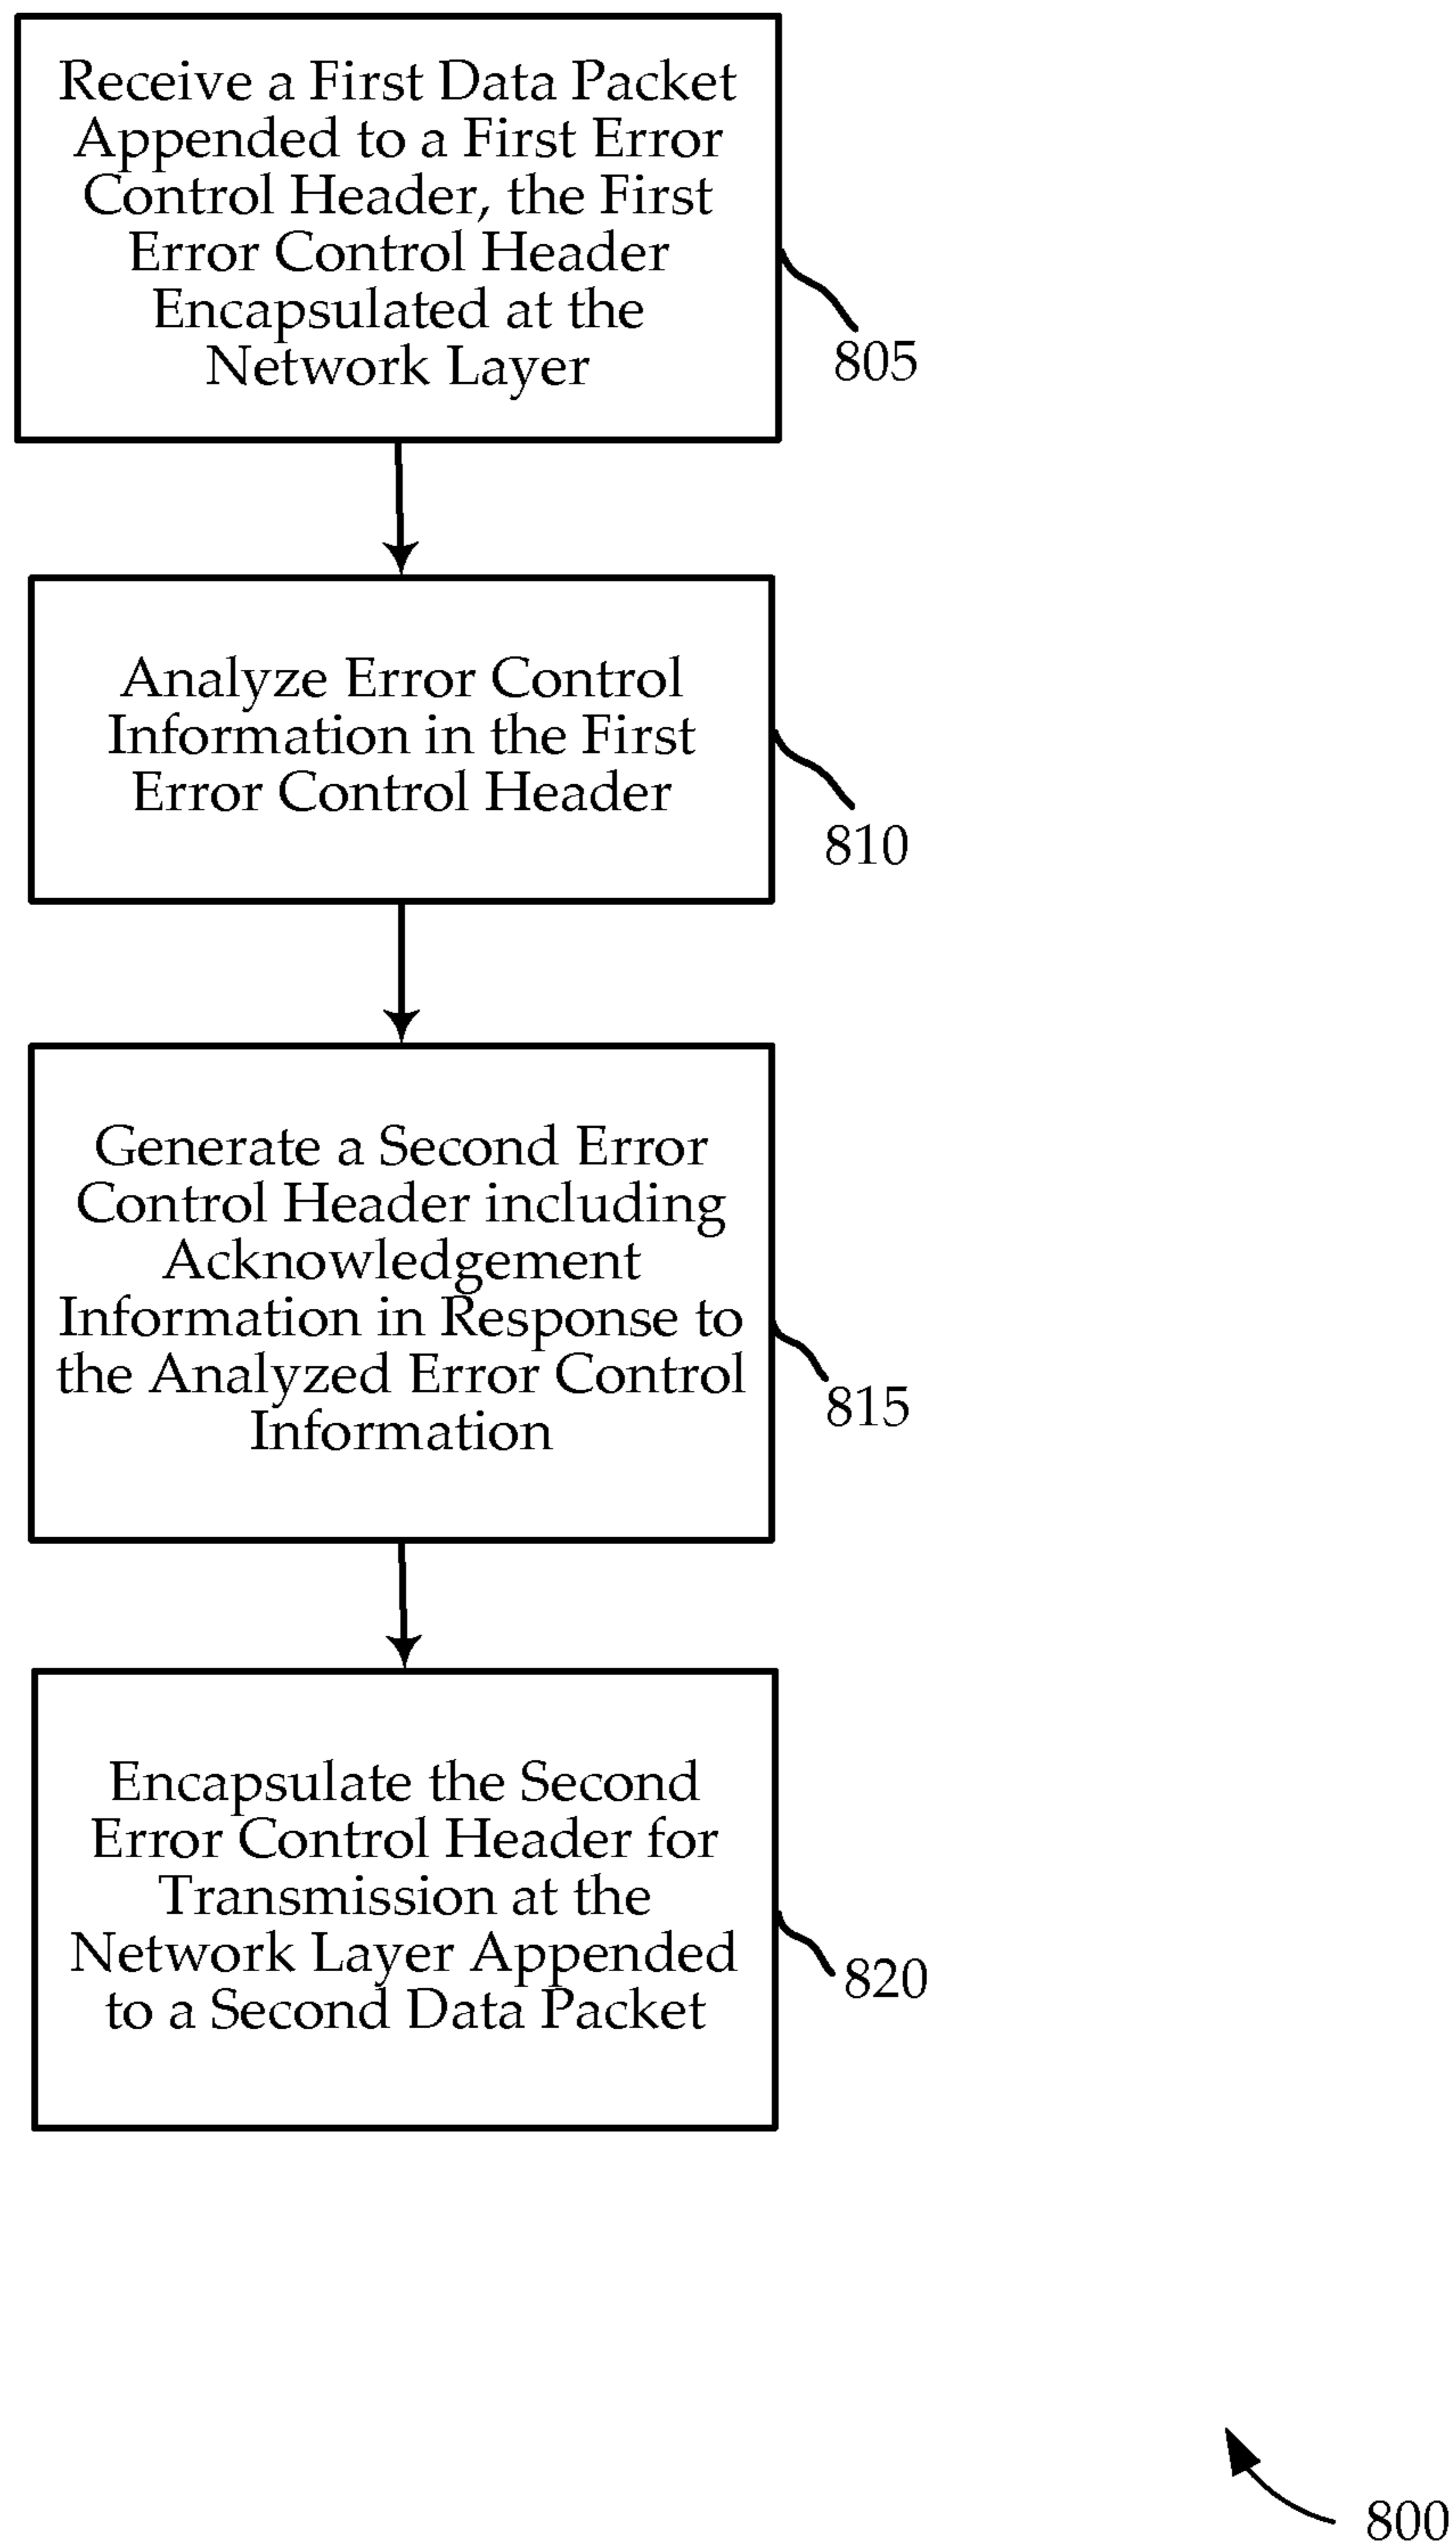 Receive a First Data Packet
Appended to a First Error
Control Header, the First
Error Control Header
Encapsulated at the
Network Layer
805
Analyze Error Control
Information in the First
Error Control Header
810
Generate a Second Error
Control Header including
Acknowledgement
Information in Response to
the Analyzed Error Control
Information
815
Encapsulate the Second
Error Control Header for
Transmission at the
Network Layer Appended
to a Second Data Packet
820
800